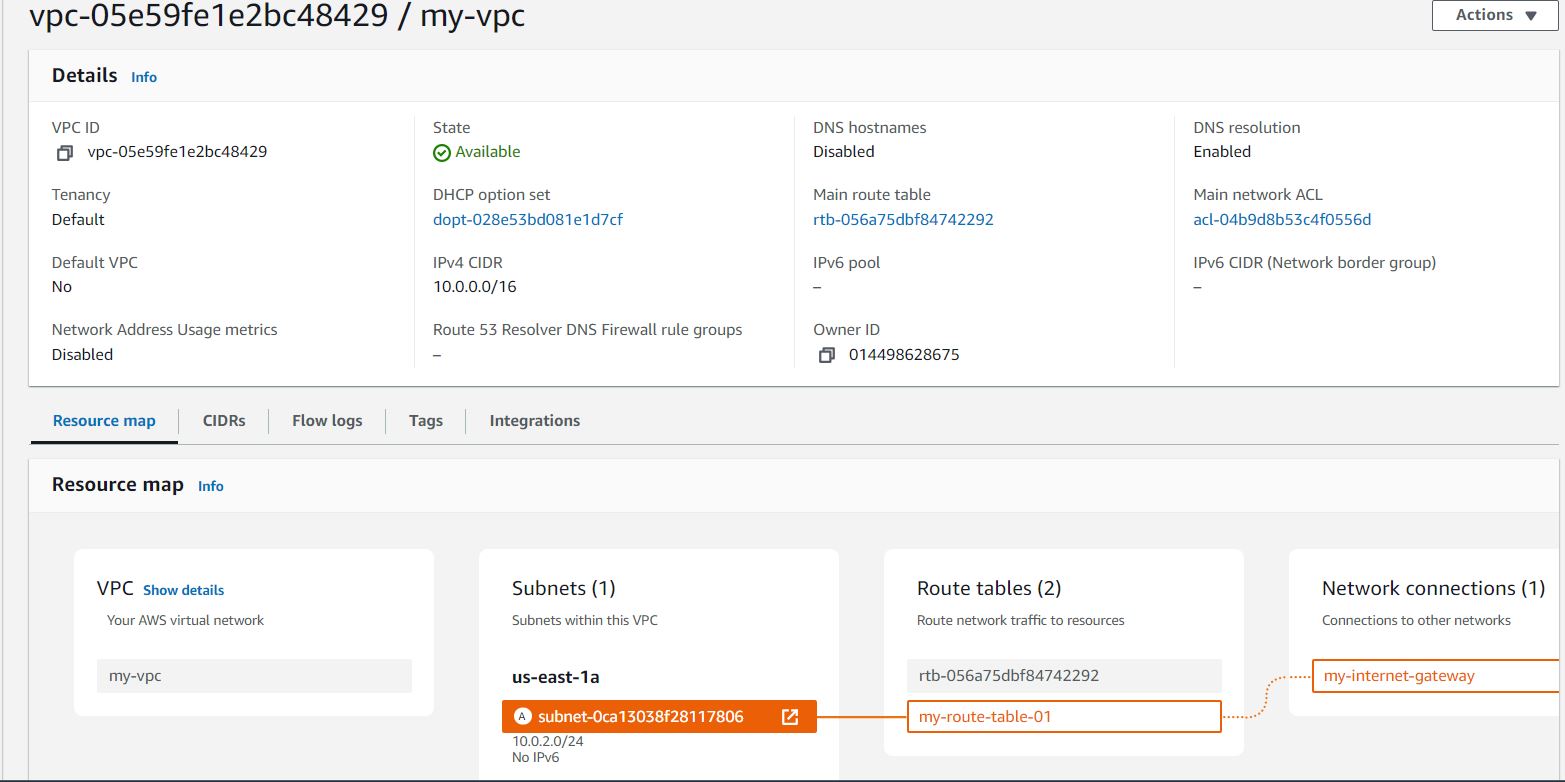 vpc-05e59fe1e2bc48429 / my-vpc
Actions
Details Info
VPC ID
vpc-05e59fe1e2bc48429
State
Available
DNS hostnames
Disabled
DNS resolution
Enabled
Tenancy
Default
DHCP option set
dopt-028e53bd081e1d7cf
Main route table
rtb-056a75dbf84742292
Main network ACL
acl-04b9d8b53c4f0556d
Default VPC
No
IPv4 CIDR
10.0.0.0/16
IPv6 pool
–
IPv6 CIDR (Network border group)
–
Network Address Usage metrics
Disabled
Route 53 Resolver DNS Firewall rule groups
–
Owner ID
014498628675
Resource map
CIDRs
Flow logs
Tags
Integrations
Resource map Info
VPC Show details
Your AWS virtual network
my-vpc
Subnets (1)
Subnets within this VPC
us-east-1a
A subnet-0ca13038f28117806
10.0.2.0/24
No IPv6
Route tables (2)
Route network traffic to resources
rtb-056a75dbf84742292
my-route-table-01
Network connections (1)
Connections to other networks
my-internet-gateway